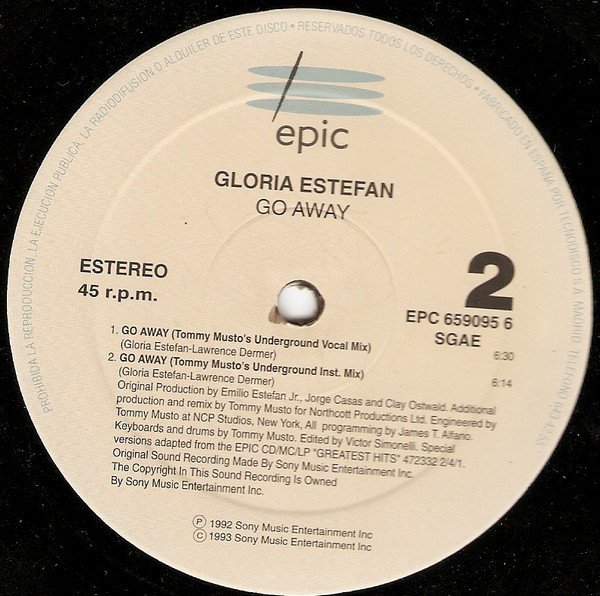 PROHIBIDA LA REPRODUCCION, LA EJECUCION PUBLICA, LA RADIODIFUSION O ALQUILER DE ESTE DISCO • RESERVADOS TODOS LOS DERECHOS • FABRICADO EN ESPAÑA POR TECNODISCO S.A. MADRID TELEFONO
epic
GLORIA ESTEFAN
GO AWAY
ESTEREO
45 r.p.m.
2
EPC 659095 6
SGAE
1. GO AWAY (Tommy Musto's Underground Vocal Mix) 6:30
(Gloria Estefan-Lawrence Dermer)
2. GO AWAY (Tommy Musto's Underground Inst. Mix)
(Gloria Estefan-Lawrence Dermer) 6:14
Original Production by Emilio Estefan Jr., Jorge Casas and Clay Ostwald. Additional
production and remix by Tommy Musto for Northcott Productions Ltd. Engineered by
Tommy Musto at NCP Studios, New York, All programming by James T. Alfano.
Keyboards and drums by Tommy Musto. Edited by Victor Simonelli. Special
versions adapted from the EPIC CD/MC/LP "GREATEST HITS" 472332 2/4/1.
Original Sound Recording Made By Sony Music Entertainment Inc.
The Copyright In This Sound Recording Is Owned
By Sony Music Entertainment Inc.
Ⓟ 1992 Sony Music Entertainment Inc
© 1993 Sony Music Entertainment Inc